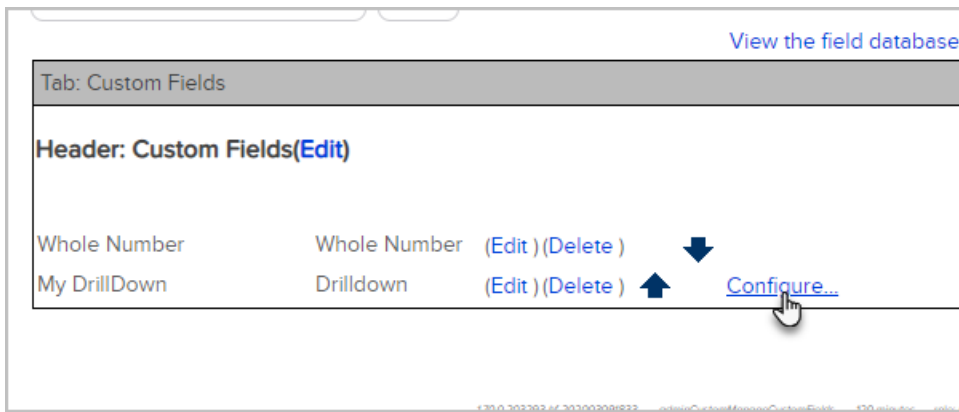 View the field database
Tab: Custom Fields
Header: Custom Fields(Edit)
Whole Number Whole Number (Edit ) (Delete )
My DrillDown Drilldown (Edit ) (Delete ) Configure...